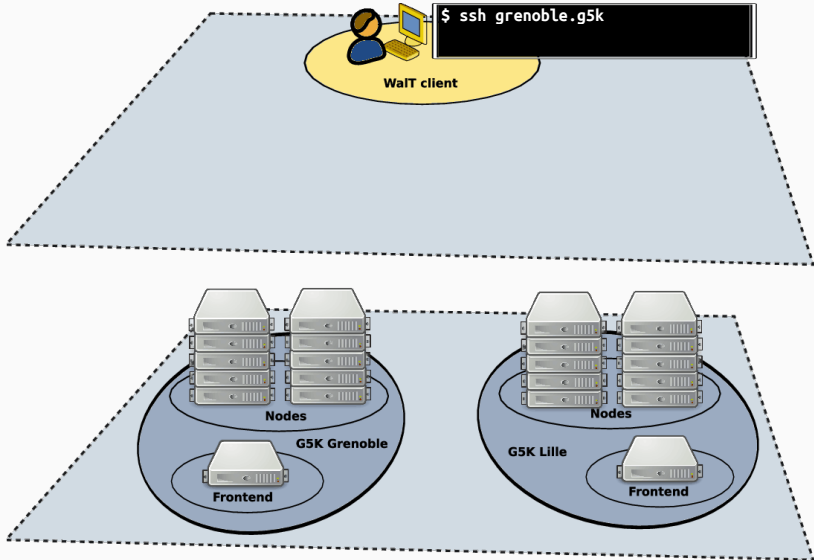 $ ssh grenoble.g5k
WalT client
Nodes
Nodes
G5K Grenoble
G5K Lille
Frontend
Frontend